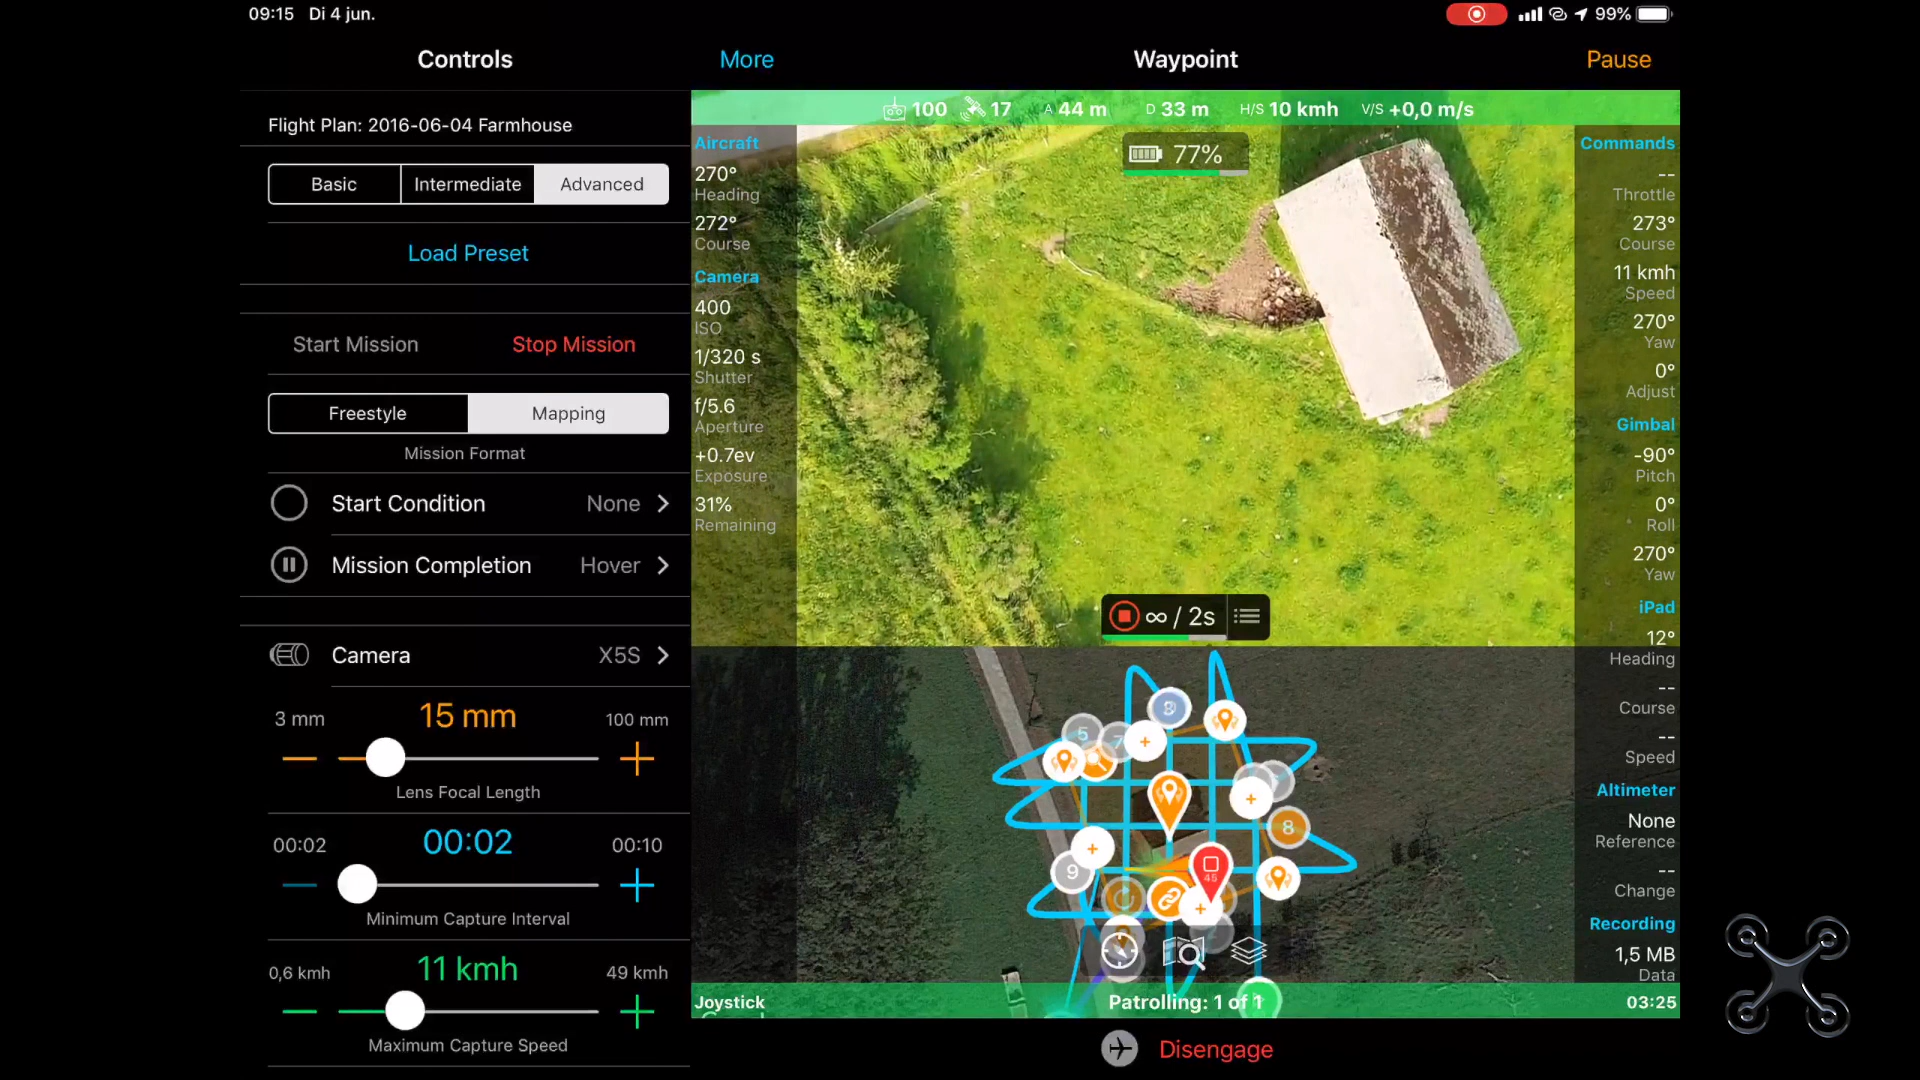 09:15 Di 4 jun.
99%
Controls
More
Waypoint
Pause
Flight Plan: 2016-06-04 Farmhouse
Basic
Intermediate
Advanced
Load Preset
Start Mission
Stop Mission
Freestyle
Mapping
Mission Format
Start Condition
None
Mission Completion
Hover
Camera
X5S
3 mm
15 mm
100 mm
Lens Focal Length
00:02
00:02
00:10
Minimum Capture Interval
0,6 kmh
11 kmh
49 kmh
Maximum Capture Speed
100
17
A 44 m
D 33 m
H/S 10 kmh
V/S +0,0 m/s
77%
Aircraft
270°
Heading
272°
Course
Camera
400
ISO
1/320 s
Shutter
f/5.6
Aperture
+0.7ev
Exposure
31%
Remaining
∞ / 2s
8
5
7
8
9
45
Commands
--
Throttle
273°
Course
11 kmh
Speed
270°
Yaw
0°
Adjust
Gimbal
-90°
Pitch
0°
Roll
270°
Yaw
iPad
12°
Heading
--
Course
--
Speed
Altimeter
None
Reference
--
Change
Recording
1,5 MB
Data
Joystick
Patrolling: 1 of 1
03:25
Disengage